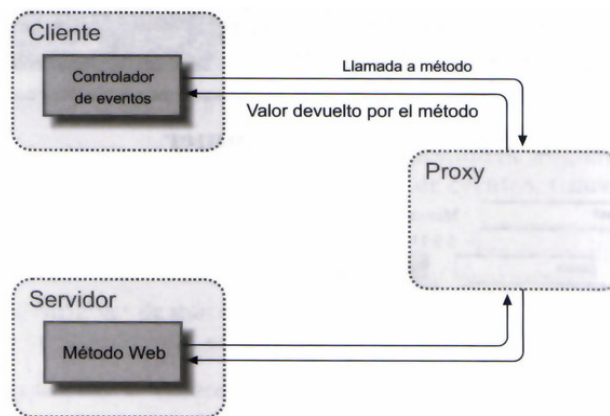 Cliente
Controlador
de eventos
Llamada a método
Valor devuelto por el método
Proxy
Servidor
Método Web